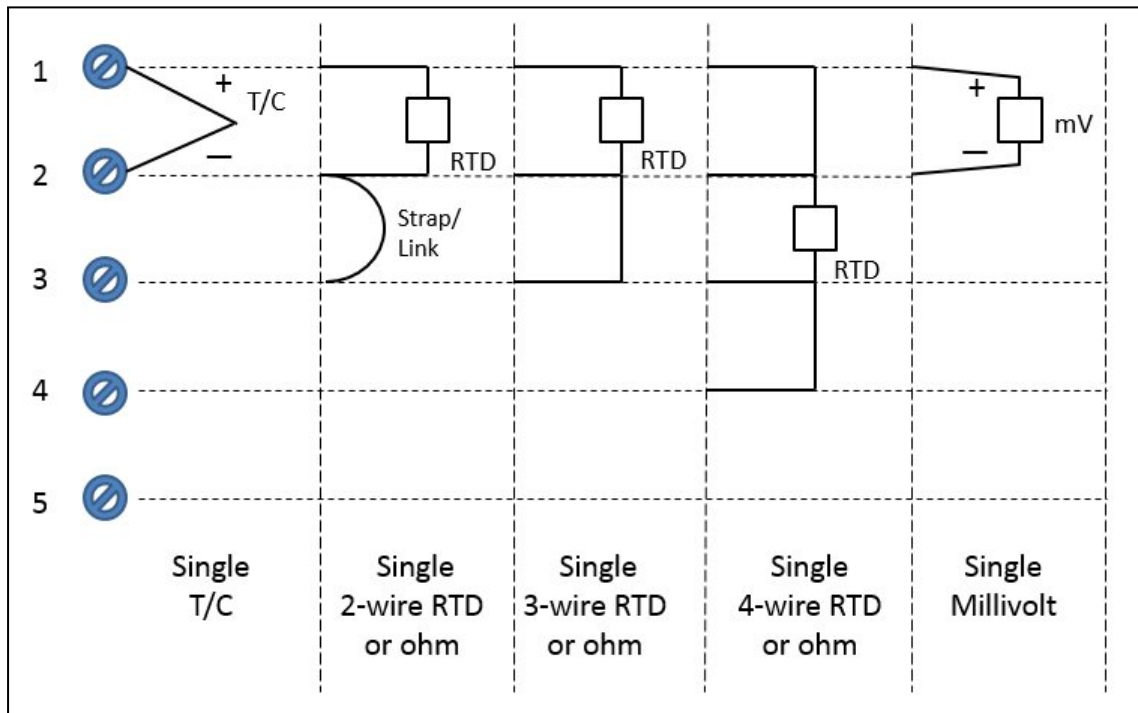 1
+
T/C
−
2
3
4
5
RTD
Strap/
Link
RTD
RTD
+
−
mV
Single
T/C
Single
2-wire RTD
or ohm
Single
3-wire RTD
or ohm
Single
4-wire RTD
or ohm
Single
Millivolt